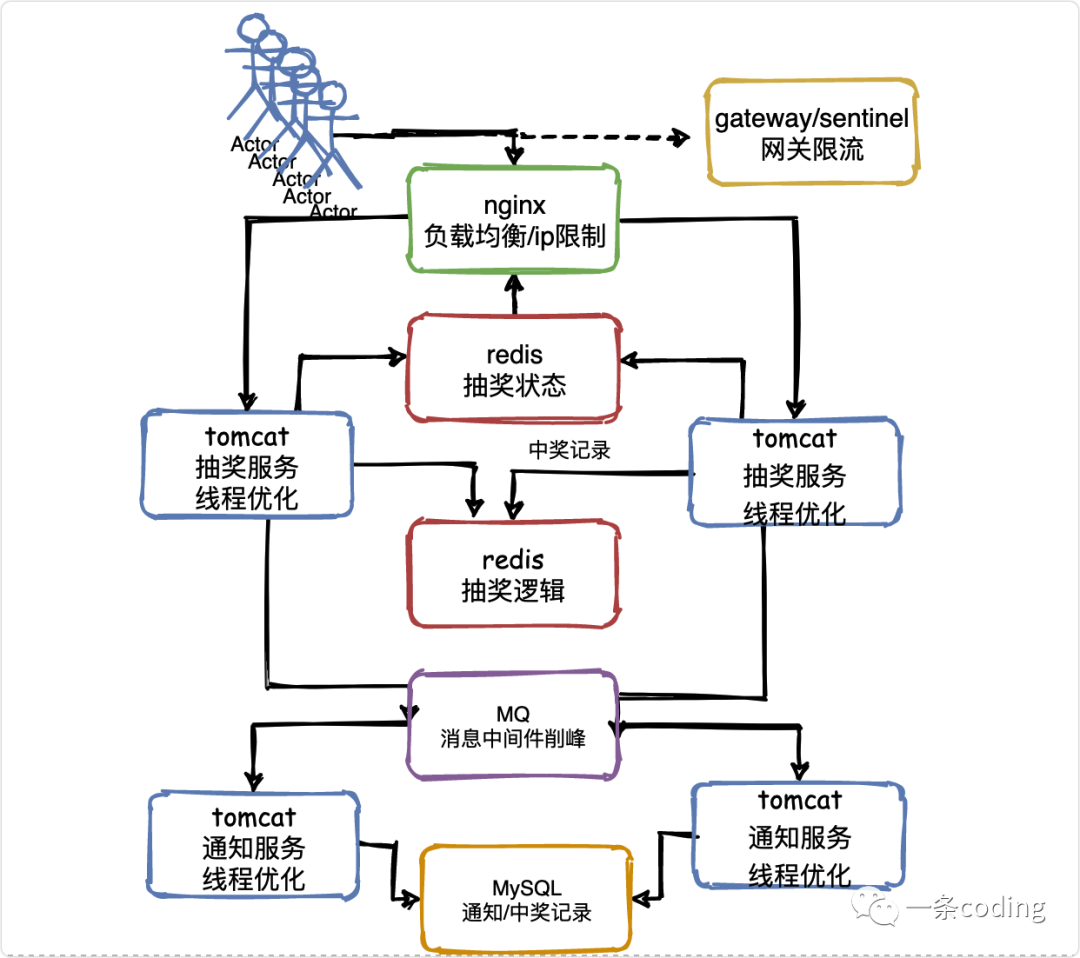 Actor
Actor
Actor
Actor
Actor
gateway/sentinel
网关限流
nginx
负载均衡/ip限制
redis
抽奖状态
tomcat
抽奖服务
线程优化
中奖记录
tomcat
抽奖服务
线程优化
redis
抽奖逻辑
MQ
消息中间件削峰
tomcat
通知服务
线程优化
tomcat
通知服务
线程优化
MySQL
通知/中奖记录
一条coding